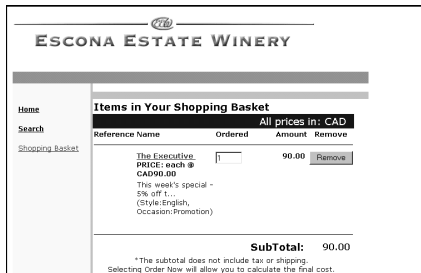 ESCONA ESTATE WINERY
Home
Search
Shopping Basket
Items in Your Shopping Basket
All prices in: CAD
Reference Name Ordered Amount Remove
The Executive 1 90.00 Remove
PRICE: each @
CAD90.00
This week's special -
5% off t...
(Style:English,
Occasion:Promotion)
SubTotal: 90.00
*The subtotal does not include tax or shipping.
Selecting Order Now will allow you to calculate the final cost.